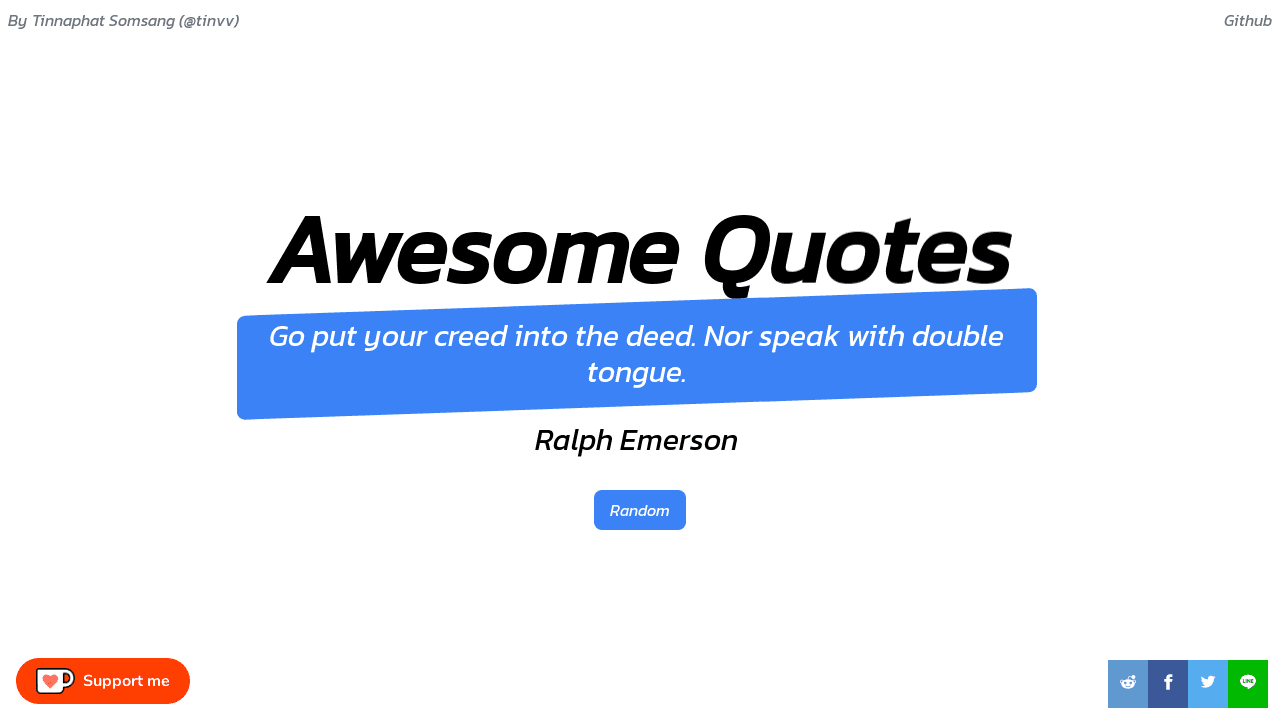 By Tinnaphat Somsang (@tinvv)
Github
Awesome Quotes
Go put your creed into the deed. Nor speak with double
tongue.
Ralph Emerson
Random
Support me
LINE